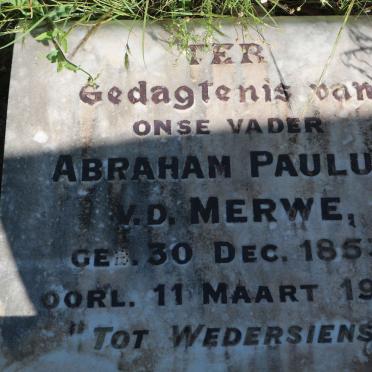 TER
Gedagtenis van
ONSE VADER
ABRAHAM PAULU
V.D. MERWE,
GEB. 30 DEC. 185
OORL. 11 MAART 19
"TOT WEDERSIENS